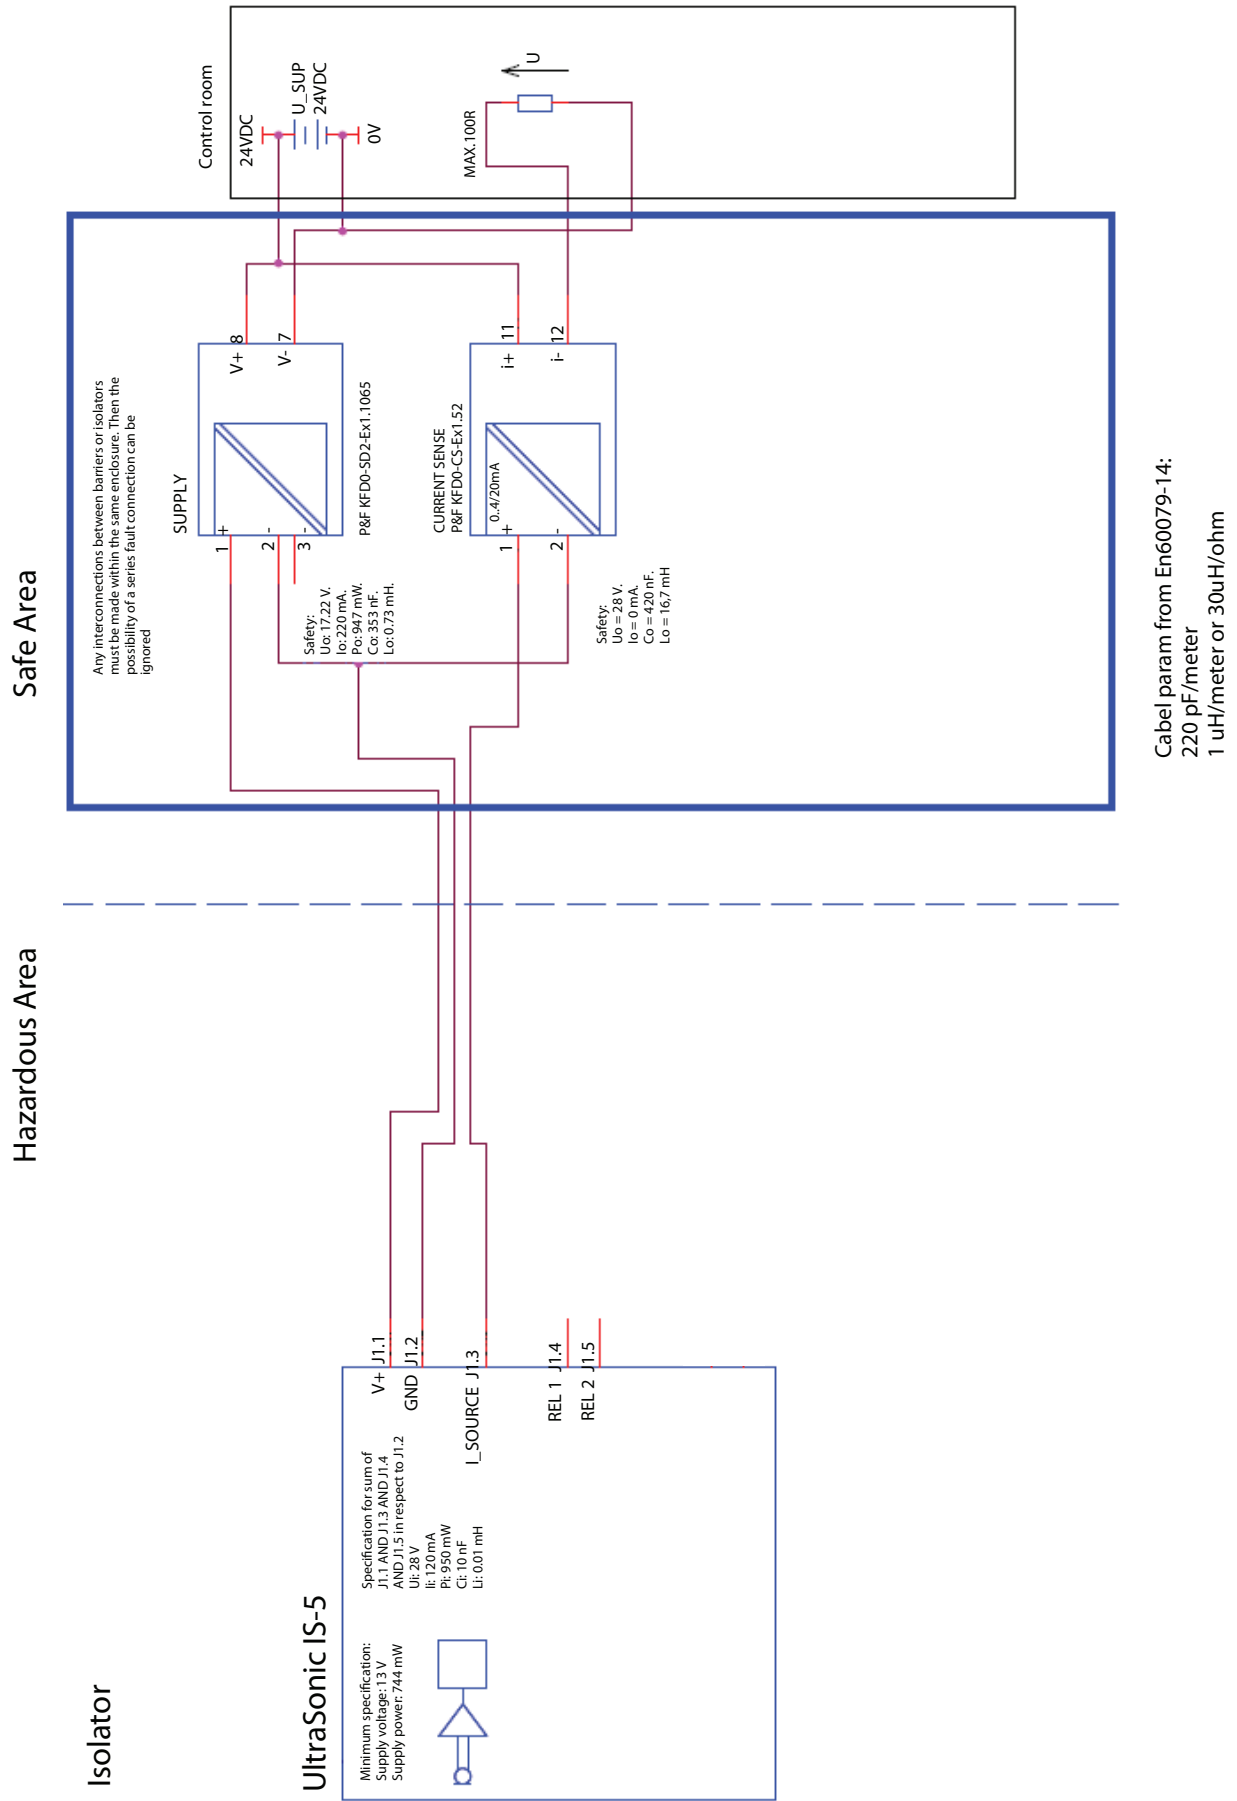 Isolator
Hazardous Area
Safe Area
Control room
24VDC
U_SUP
24VDC
0V
MAX.100R
U
Any interconnections between barriers or isolators
must be made within the same enclosure. Then the
possibility of a series fault connection can be
ignored
SUPPLY
1 +
2 -
3 -
V+ 8
V- 7
P&F KFD0-SD2-Ex1.1065
Safety:
Uo: 17.22 V.
Io: 220 mA.
Po: 947 mW.
Co: 353 nF.
Lo: 0.73 mH.
CURRENT SENSE
P&F KFD0-CS-Ex1.52
0..4/20mA
1 +
2 -
i+ 11
i- 12
Safety:
Uo = 28 V.
Io = 0 mA.
Co = 420 nF.
Lo = 16,7 mH
UltraSonic IS-5
Minimum specification:
Supply voltage: 13 V
Supply power: 744 mW
Specification for sum of
J1.1 AND J1.3 AND J1.4
AND J1.5 in respect to J1.2
Ui: 28 V
Ii: 120 mA
Pi: 950 mW
Ci: 10 nF
Li: 0.01 mH
V+ J1.1
GND J1.2
I_SOURCE J1.3
REL 1 J1.4
REL 2 J1.5
Cabel param from En60079-14:
220 pF/meter
1 uH/meter or 30uH/ohm